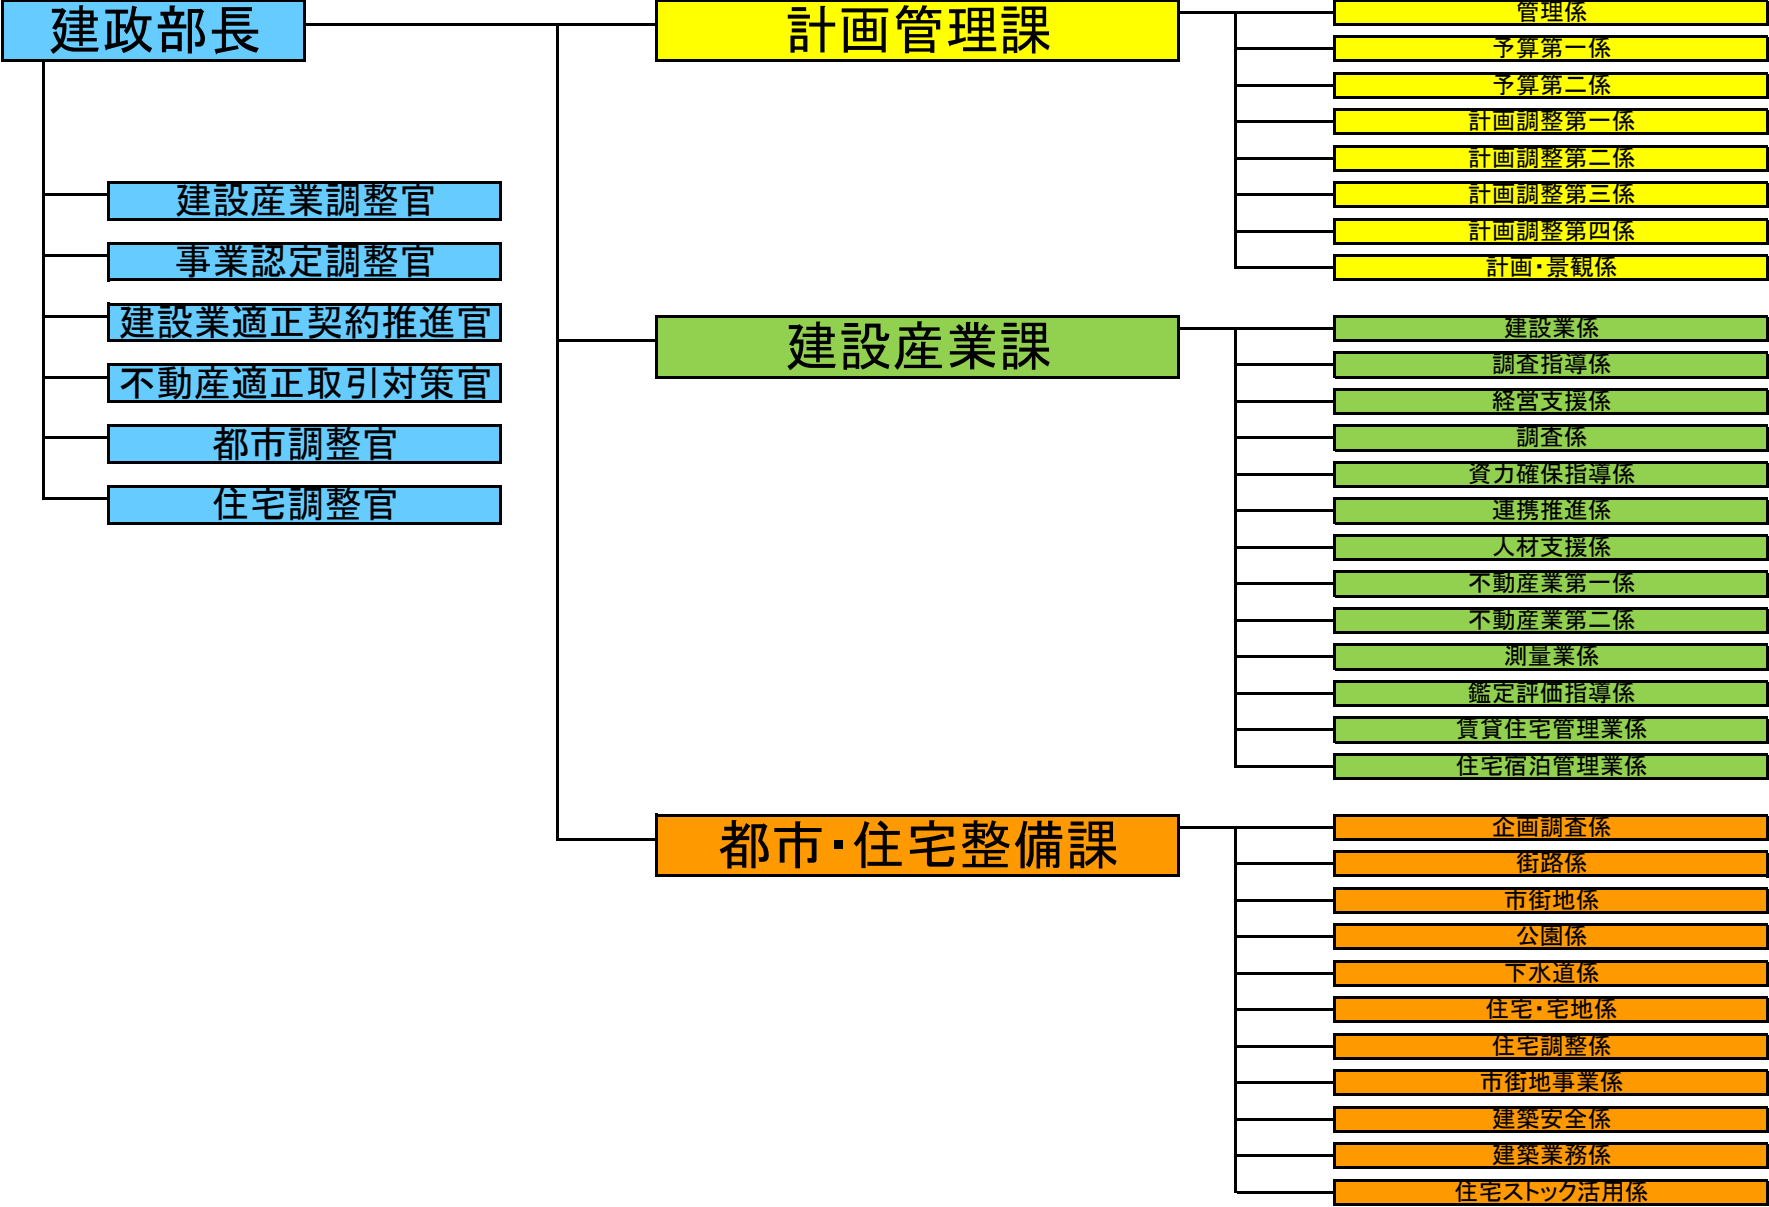 建政部長
建設産業調整官
事業認定調整官
建設業適正契約推進官
不動産適正取引対策官
都市調整官
住宅調整官
計画管理課
管理係
予算第一係
予算第二係
計画調整第一係
計画調整第二係
計画調整第三係
計画調整第四係
計画・景観係
建設産業課
建設業係
調査指導係
経営支援係
調査係
資力確保指導係
連携推進係
人材支援係
不動産業第一係
不動産業第二係
測量業係
鑑定評価指導係
賃貸住宅管理業係
住宅宿泊管理業係
都市・住宅整備課
企画調査係
街路係
市街地係
公園係
下水道係
住宅・宅地係
住宅調整係
市街地事業係
建築安全係
建築業務係
住宅ストック活用係